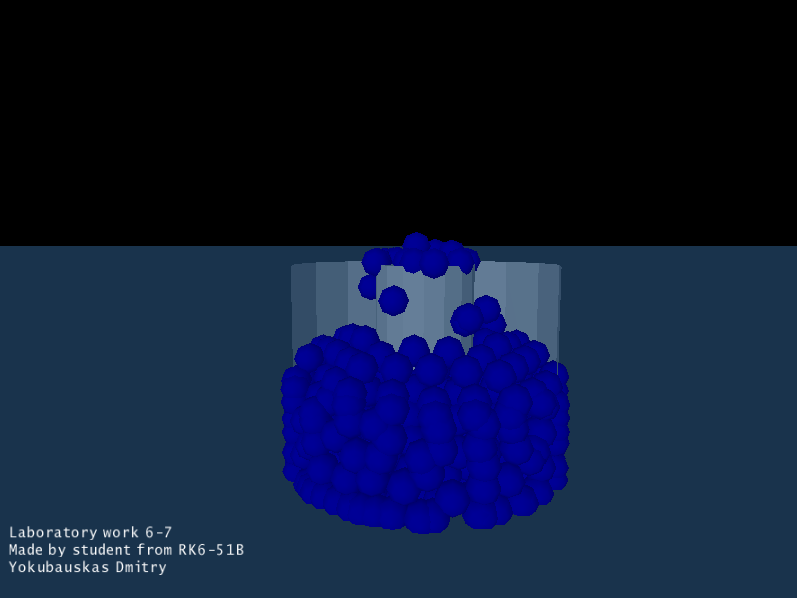 Laboratory work 6-7
Made by student from RK6-51B
Yokubauskas Dmitry